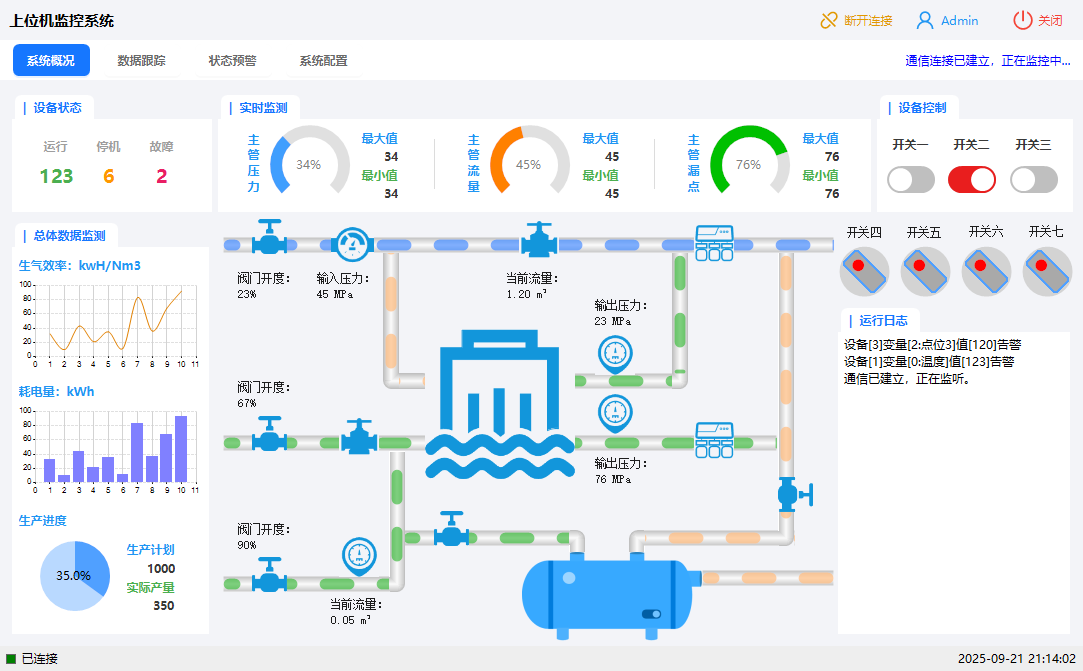 上位机监控系统
断开连接 Admin 关闭
系统概况 数据跟踪 状态预警 系统配置
通信连接已建立，正在监控中...
设备状态
运行 停机 故障
123 6 2
实时监测
主管压力
34%
最大值
34
最小值
34
主管流量
45%
最大值
45
最小值
45
主管漏点
76%
最大值
76
最小值
76
设备控制
开关一 开关二 开关三
开关四 开关五 开关六 开关七
总体数据监测
生气效率：kwH/Nm3
100
80
60
40
20
0
0 1 2 3 4 5 6 7 8 9 10 11
耗电量：kWh
100
80
60
40
20
0
0 1 2 3 4 5 6 7 8 9 10 11
生产进度
35.0%
生产计划
1000
实际产量
350
阀门开度：
23%
输入压力：
45 MPa
当前流量：
1.20 m³
输出压力：
23 MPa
阀门开度：
67%
输出压力：
76 MPa
阀门开度：
90%
当前流量：
0.05 m³
运行日志
设备[3]变量[2:点位3]值[120]告警
设备[1]变量[0:温度]值[123]告警
通信已建立，正在监听。
已连接
2025-09-21 21:14:02